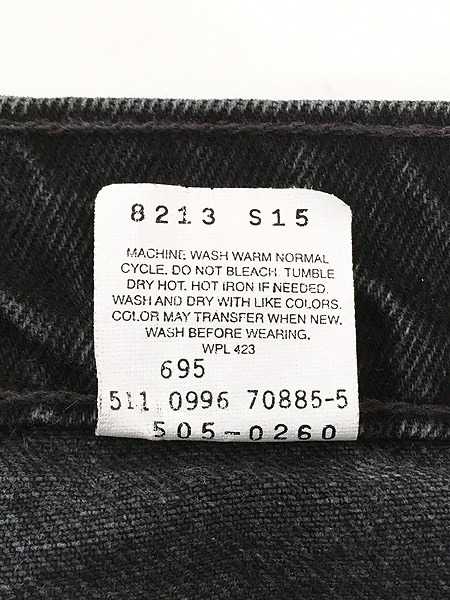 8213 S15
MACHINE WASH WARM NORMAL
CYCLE. DO NOT BLEACH. TUMBLE
DRY HOT. HOT IRON IF NEEDED.
WASH AND DRY WITH LIKE COLORS.
COLOR MAY TRANSFER WHEN NEW.
WASH BEFORE WEARING.
WPL 423
695
511 0996 70885-5
505-0260